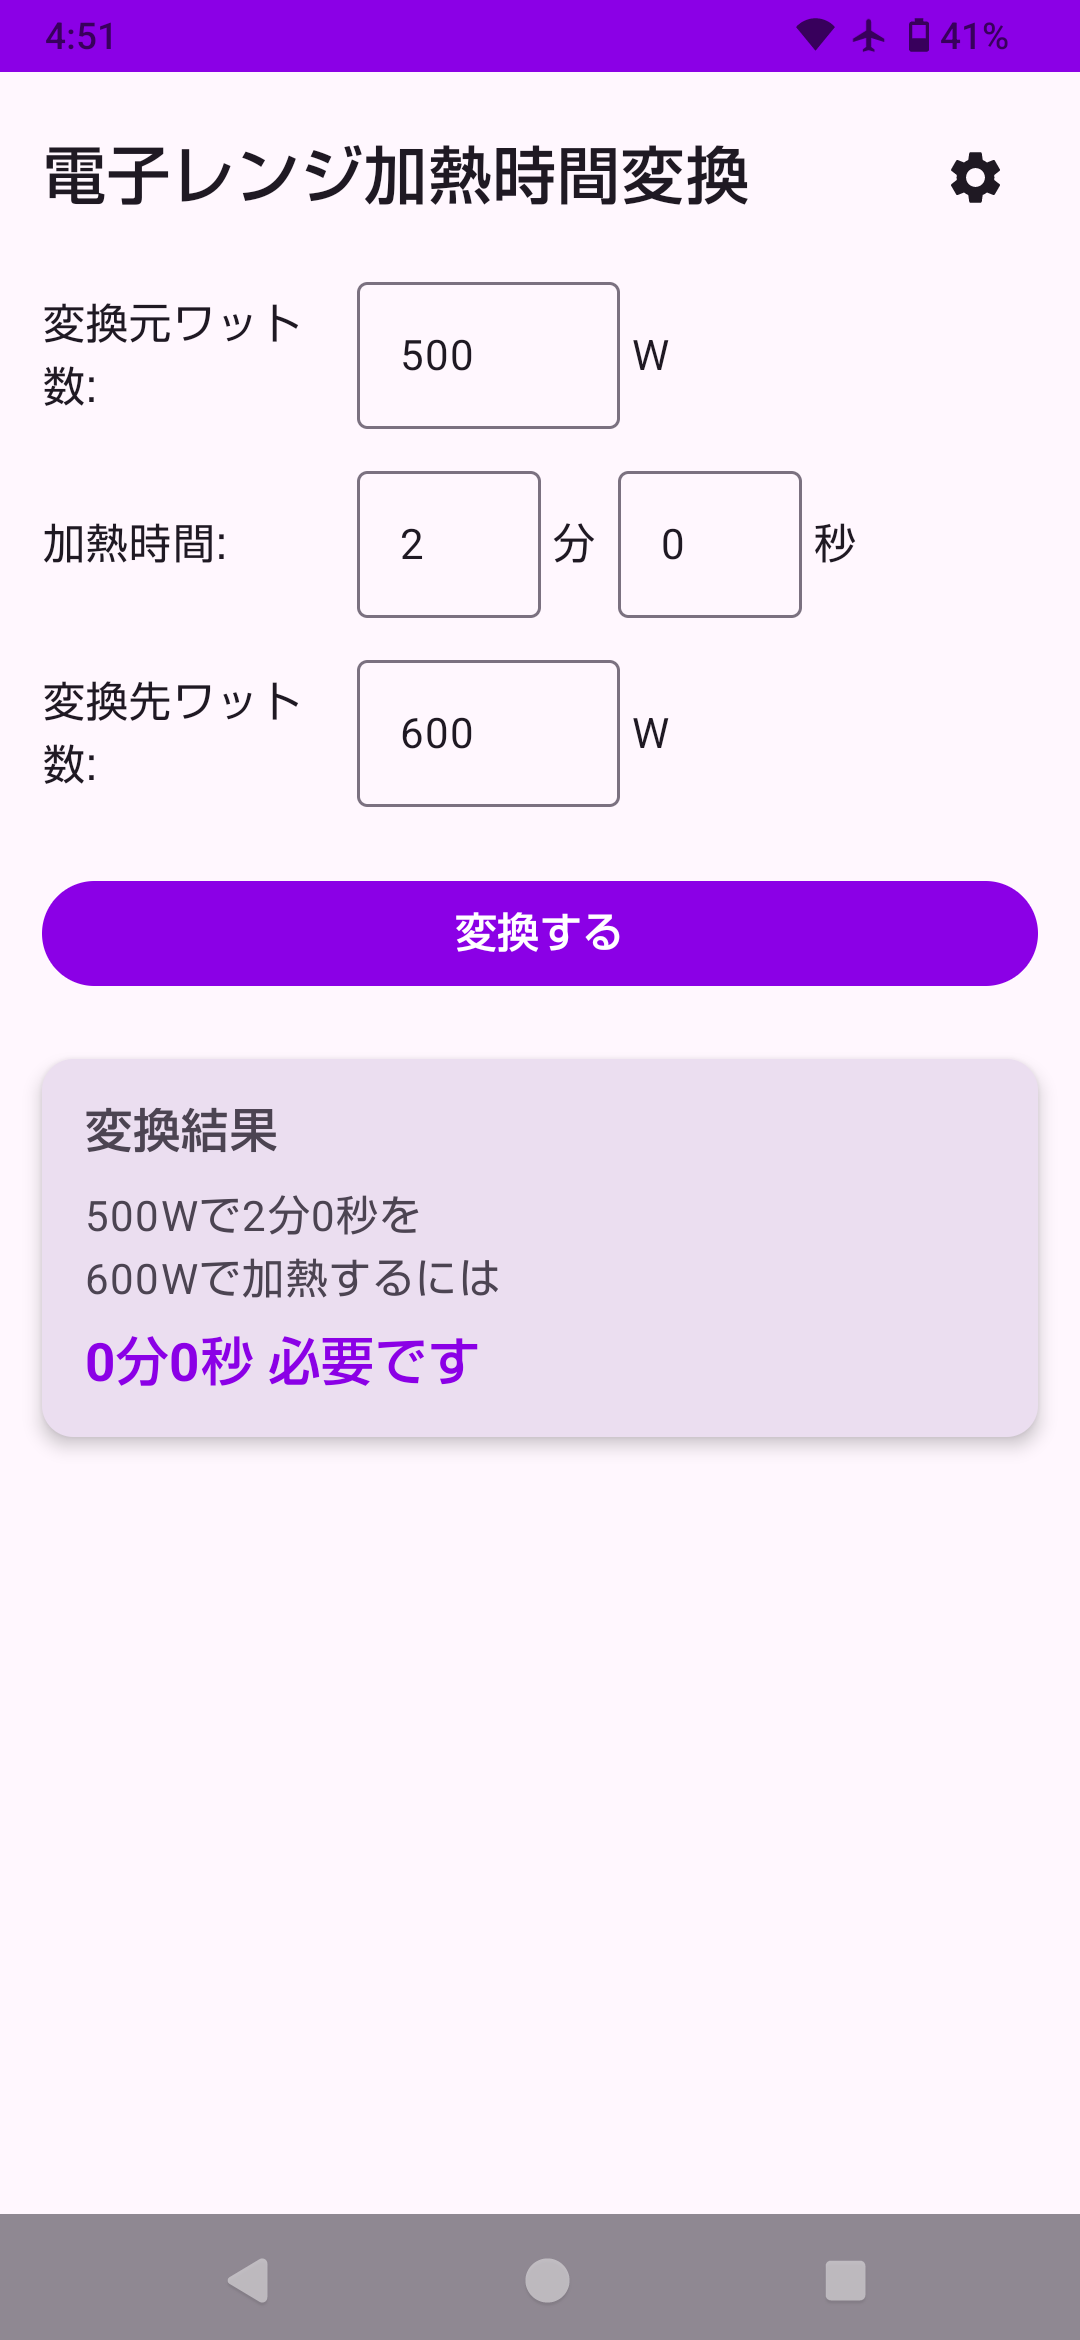 4:51
41%
電子レンジ加熱時間変換
変換元ワット
数:
500
W
加熱時間:
2
分
0
秒
変換先ワット
数:
600
W
変換する
変換結果
500Wで2分0秒を
600Wで加熱するには
0分0秒 必要です